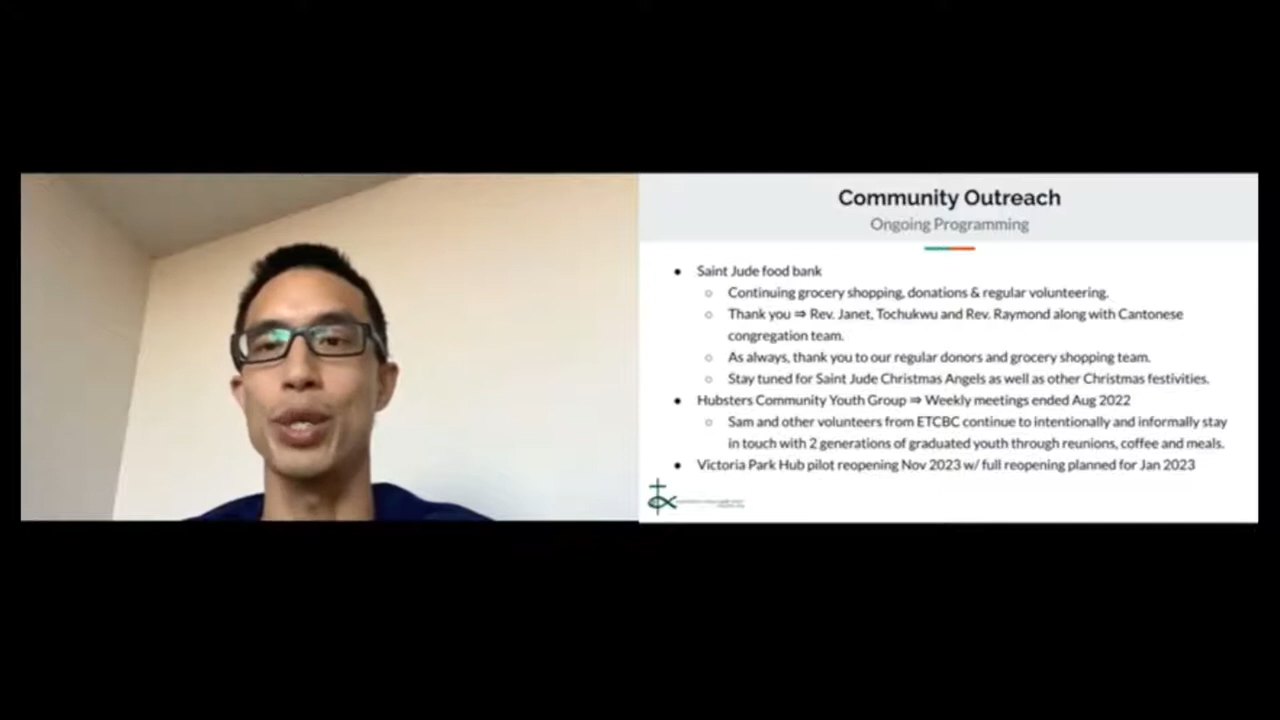 Community Outreach
Ongoing Programming
● Saint Jude food bank
○ Continuing grocery shopping, donations & regular volunteering.
○ Thank you ⇒ Rev. Janet, Tochukwu and Rev. Raymond along with Cantonese
congregation team.
○ As always, thank you to our regular donors and grocery shopping team.
○ Stay tuned for Saint Jude Christmas Angels as well as other Christmas festivities.
● Hubsters Community Youth Group ⇒ Weekly meetings ended Aug 2022
○ Sam and other volunteers from ETCBC continue to intentionally and informally stay
in touch with 2 generations of graduated youth through reunions, coffee and meals.
● Victoria Park Hub pilot reopening Nov 2023 w/ full reopening planned for Jan 2023